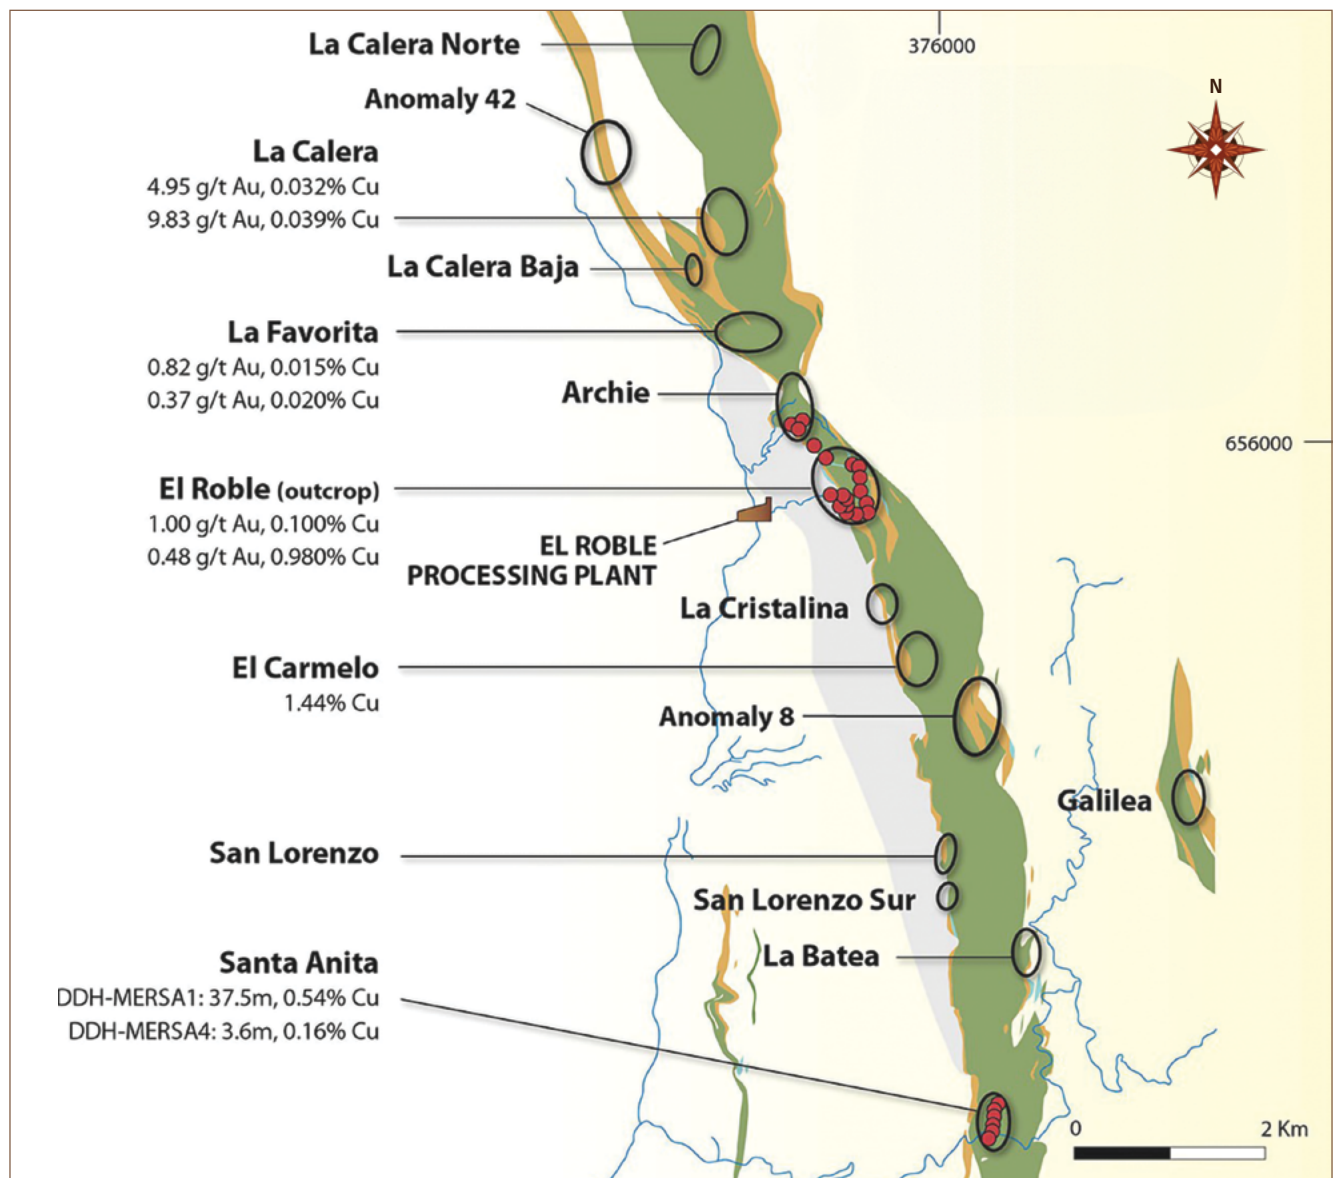 La Calera Norte
376000
N
Anomaly 42
La Calera
4.95 g/t Au, 0.032% Cu
9.83 g/t Au, 0.039% Cu
La Calera Baja
La Favorita
0.82 g/t Au, 0.015% Cu
0.37 g/t Au, 0.020% Cu
Archie
656000
El Roble (outcrop)
1.00 g/t Au, 0.100% Cu
0.48 g/t Au, 0.980% Cu
EL ROBLE
PROCESSING PLANT
La Cristalina
El Carmelo
1.44% Cu
Anomaly 8
Galilea
San Lorenzo
San Lorenzo Sur
La Batea
Santa Anita
DDH-MERSA1: 37.5m, 0.54% Cu
DDH-MERSA4: 3.6m, 0.16% Cu
0 2 Km